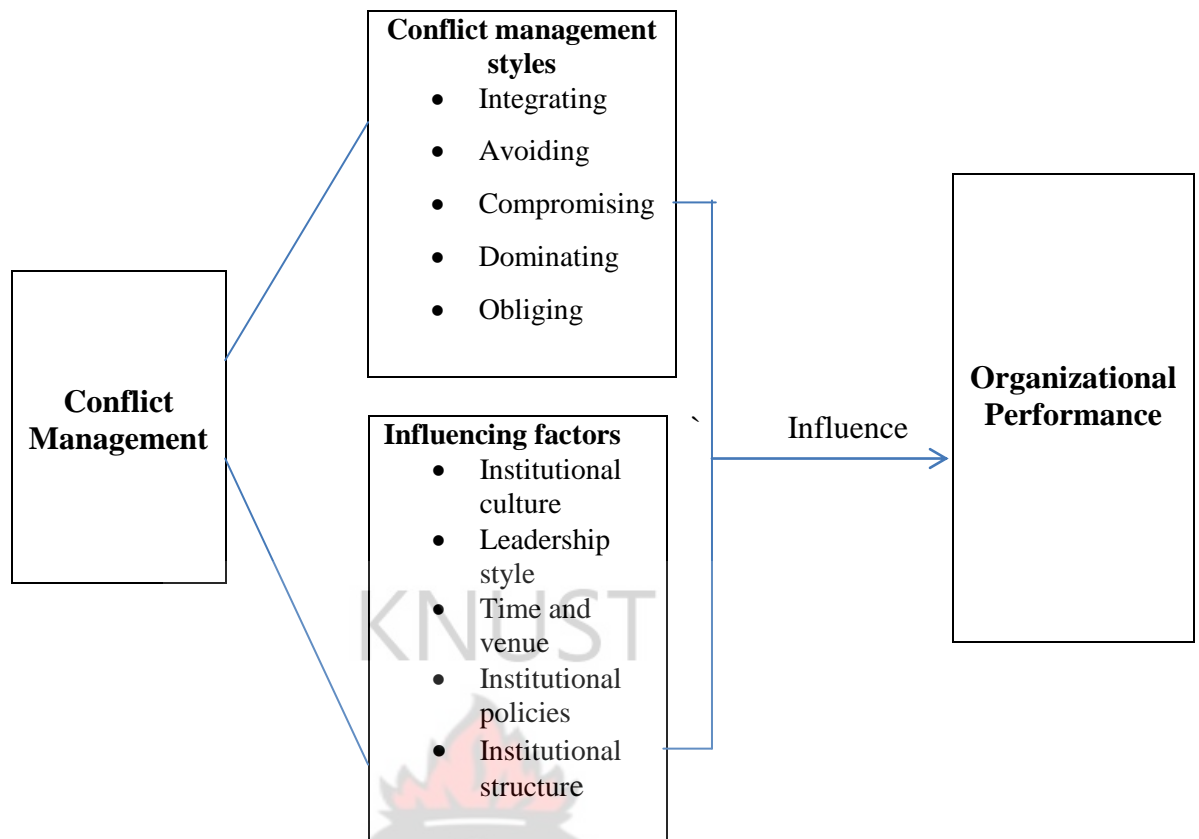 Conflict management
styles
• Integrating
• Avoiding
• Compromising
• Dominating
• Obliging
Conflict
Management
Influencing factors
• Institutional
culture
• Leadership
style
• Time and
venue
• Institutional
policies
• Institutional
structure
KNUST
`
Influence
Organizational
Performance